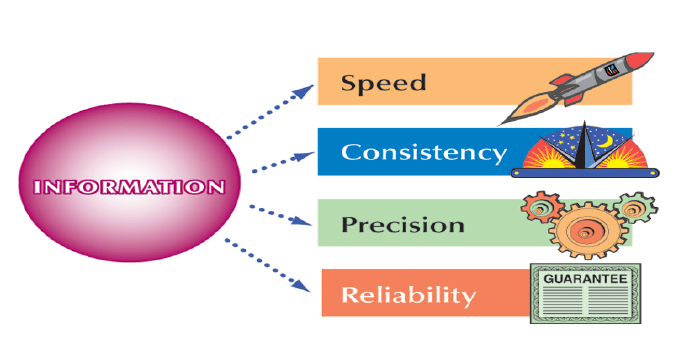 INFORMATION
Speed
Consistency
Precision
Reliability
GUARANTEE